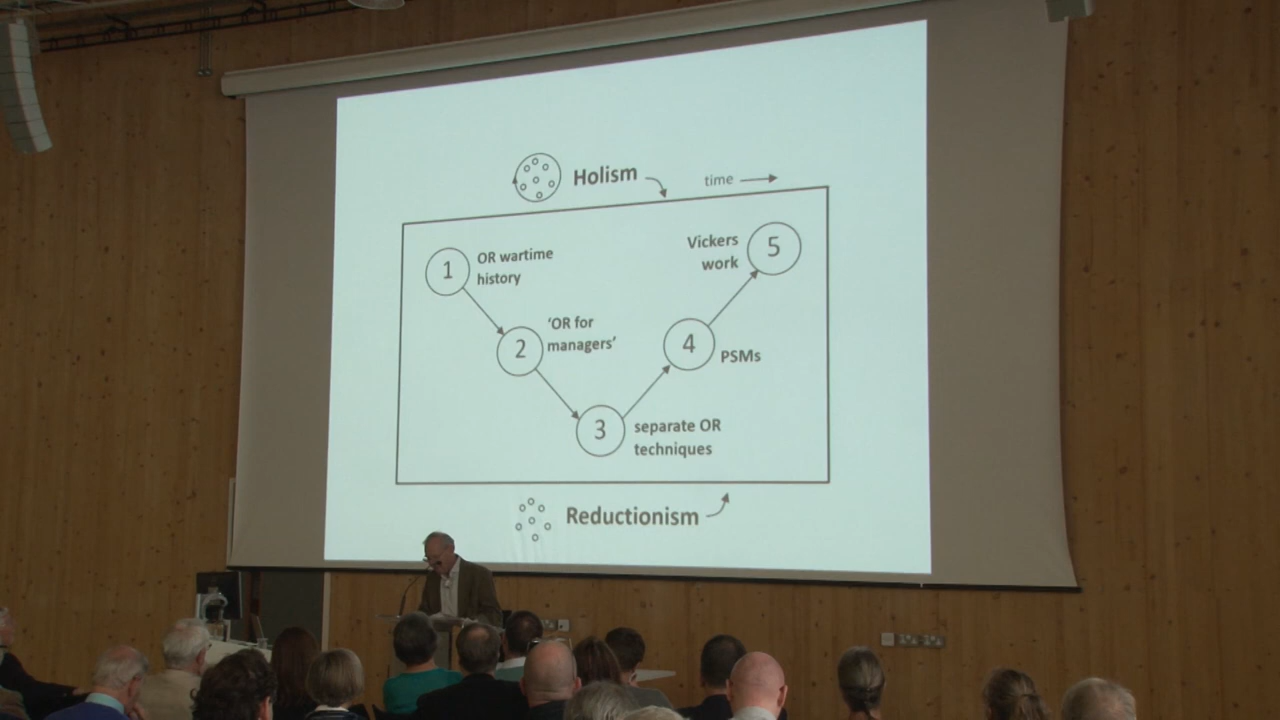 Holism
time
1
OR wartime
history
Vickers
work
5
2
‘OR for
managers’
4
PSMs
3
separate OR
techniques
Reductionism